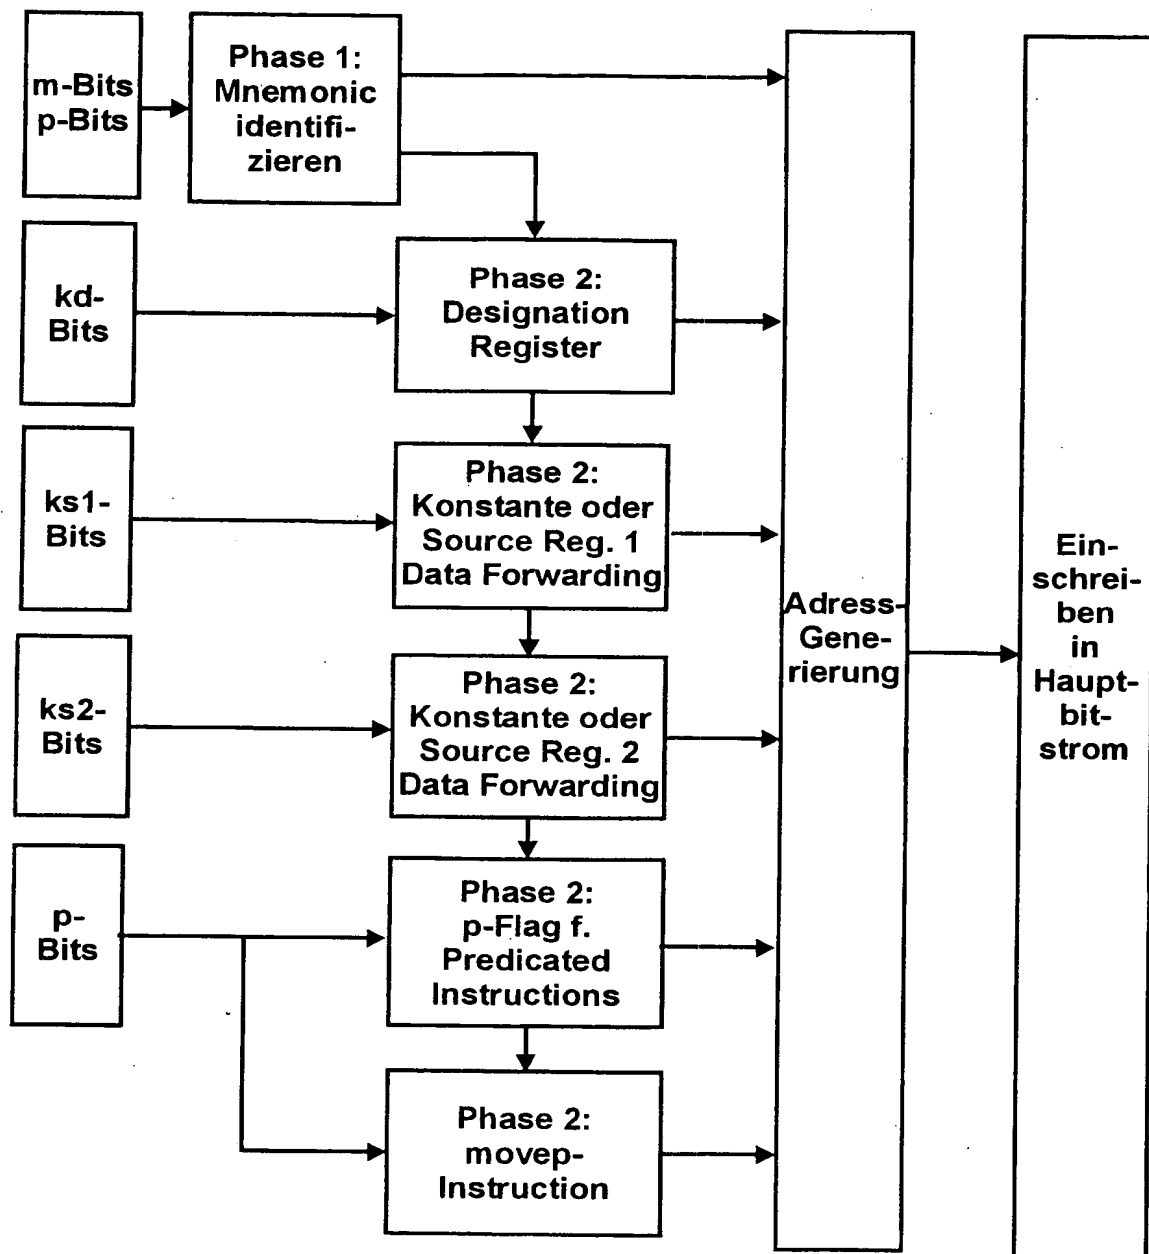 m-Bits
p-Bits
Phase 1:
Mnemonic
identifi-
zieren
kd-
Bits
Phase 2:
Designation
Register
ks1-
Bits
Phase 2:
Konstante oder
Source Reg. 1
Data Forwarding
ks2-
Bits
Phase 2:
Konstante oder
Source Reg. 2
Data Forwarding
p-
Bits
Phase 2:
p-Flag f.
Predicated
Instructions
Phase 2:
movep-
Instruction
Adress-
Gene-
rierung
Ein-
schrei-
ben
in
Haupt-
bit-
strom